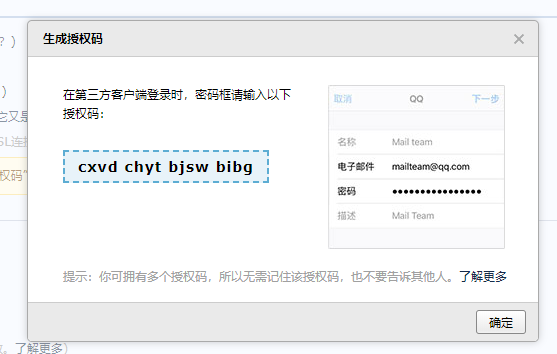 ? )
生成授权码
)
在第三方客户端登录时，密码框请输入以下
授权码：
cxvd chyt bjsw bibg
取消 QQ 下一步
名称 Mail team
电子邮件 mailteam@qq.com
密码 ●●●●●●●●●●●●●●●●
描述 Mail Team
它又是
SL连接
权码"
提示：你可拥有多个授权码，所以无需记住该授权码，也不要告诉其他人。了解更多
确定
。了解更多）